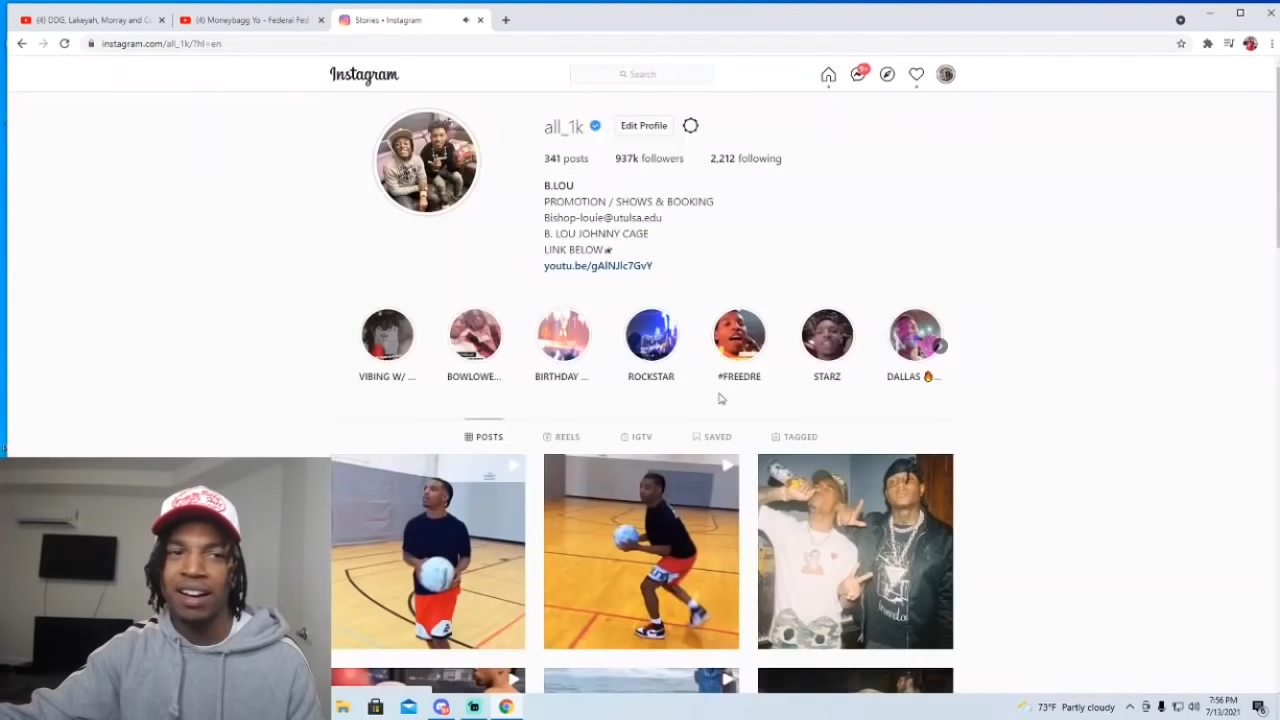 (4) DDG, Lakeyah, Morray and C
(4) Moneybagg Yo - Federal Fed
Stories • Instagram
instagram.com/all_1k/?hl=en
Instagram
Search
9+
all_1k
Edit Profile
341 posts 937k followers 2,212 following
B.LOU
PROMOTION / SHOWS & BOOKING
Bishop-louie@utulsa.edu
B. LOU JOHNNY CAGE
LINK BELOW
youtu.be/gAlNJlc7GvY
VIBING W/ ...
BOWLOWE...
BIRTHDAY ...
ROCKSTAR
#FREEDRE
STARZ
DALLAS 🔥...
POSTS
REELS
IGTV
SAVED
TAGGED
73°F Partly cloudy
7:56 PM
7/13/2021